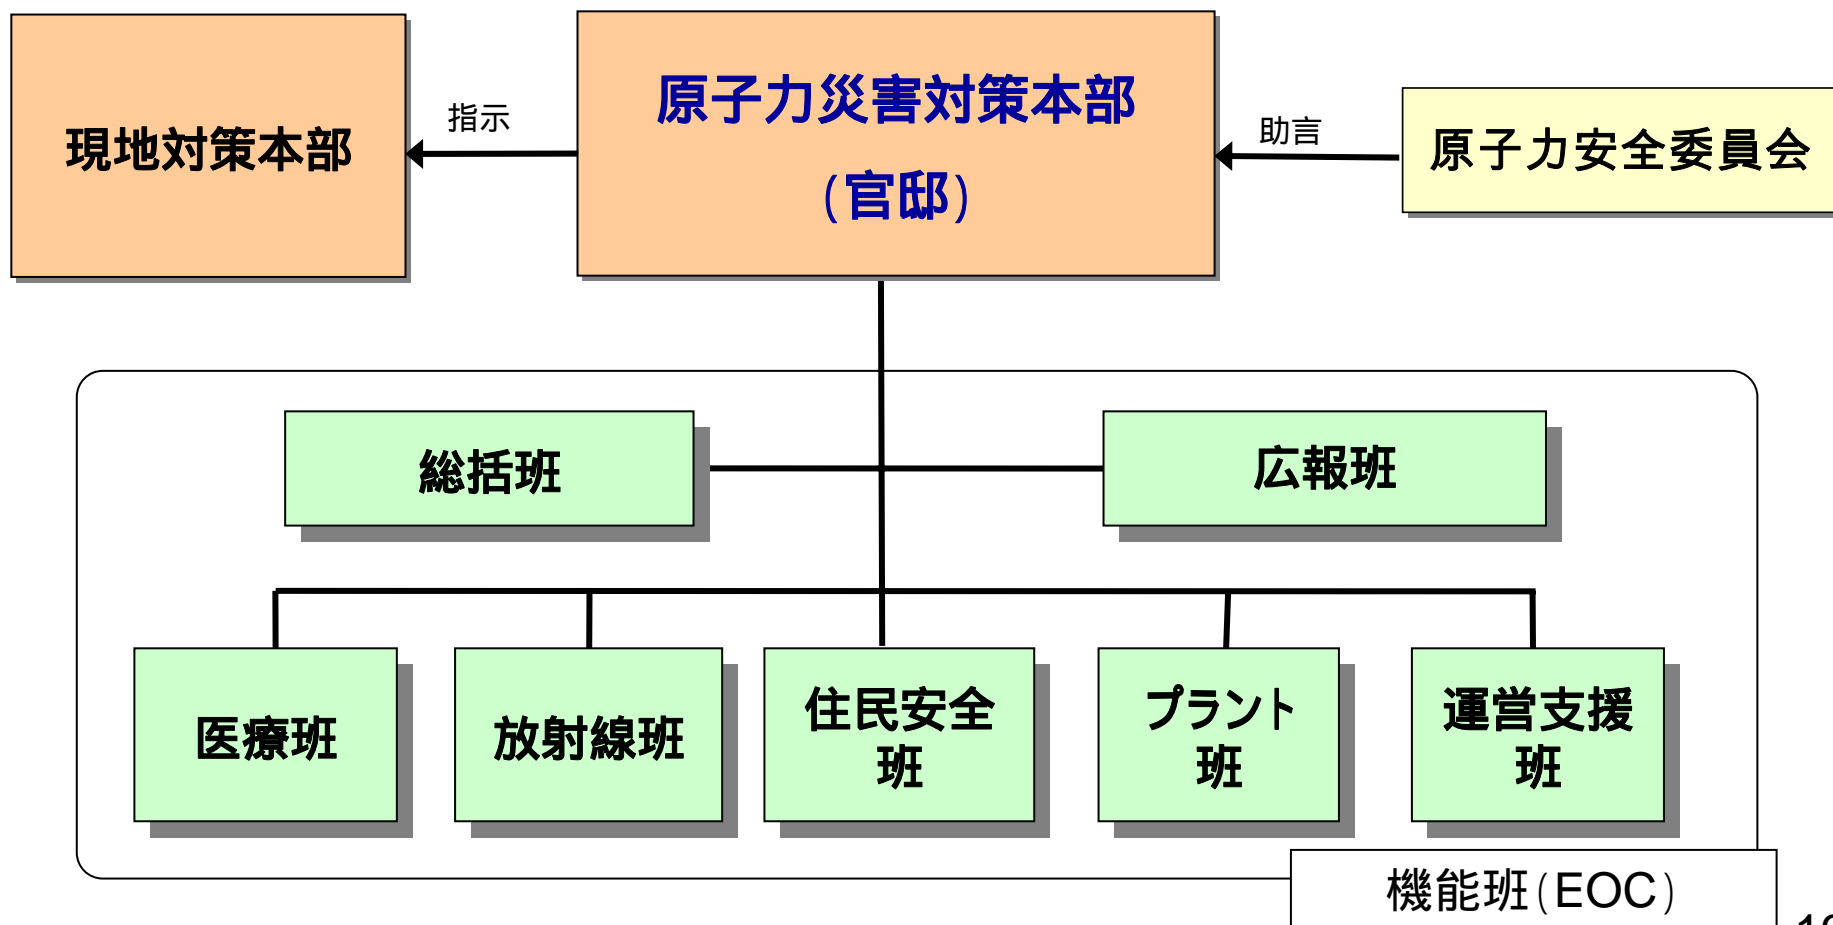 現地対策本部
指示
原子力災害対策本部
(官邸)
助言
原子力安全委員会
総括班
広報班
医療班
放射線班
住民安全
班
プラント
班
運営支援
班
機能班(EOC)